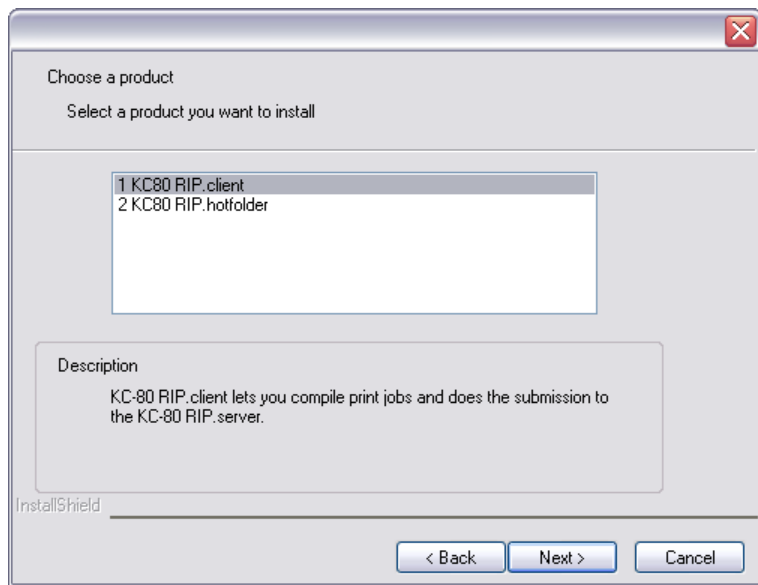 Choose a product
Select a product you want to install
1 KC80 RIP.client
2 KC80 RIP.hotfolder
Description
KC-80 RIP.client lets you compile print jobs and does the submission to
the KC-80 RIP.server.
InstallShield
< Back Next > Cancel